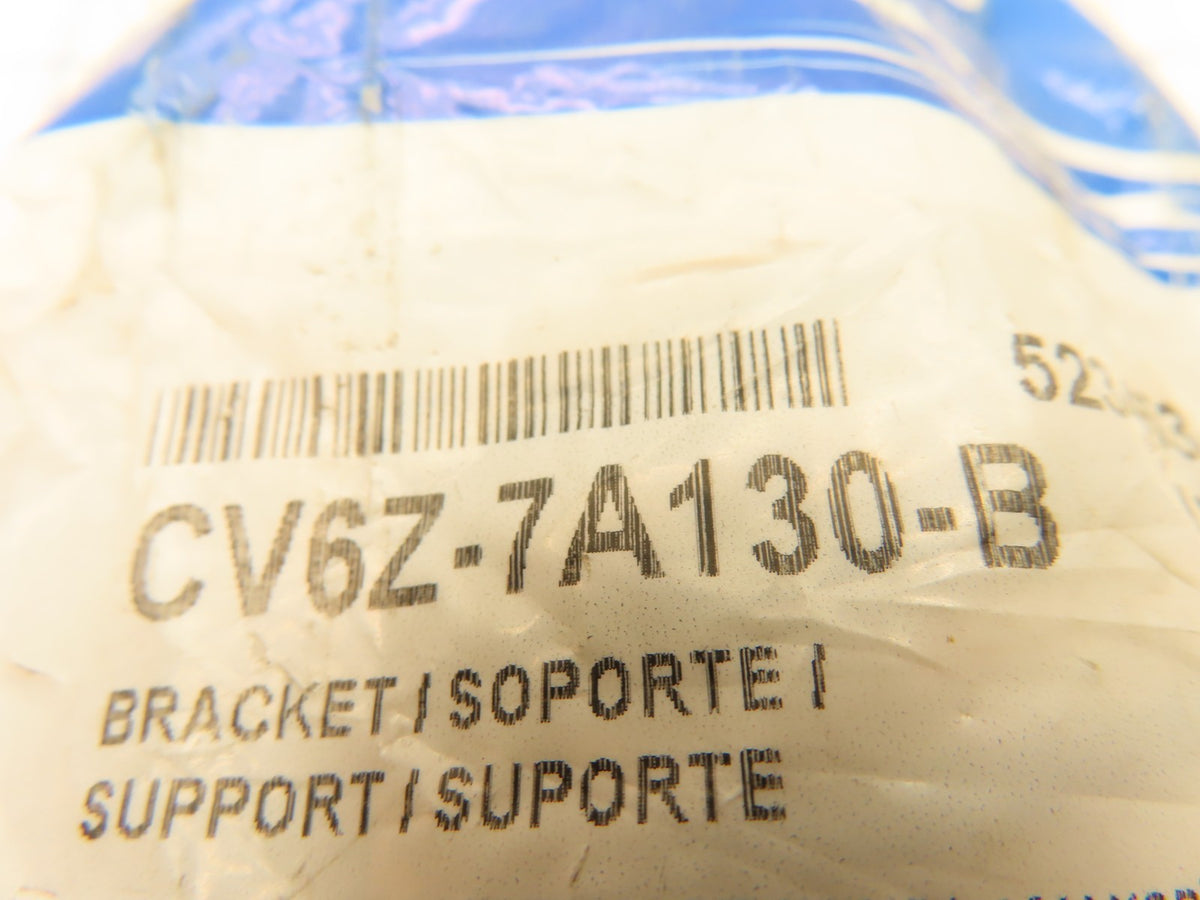 CV6Z-7A130-B
BRACKET / SOPORTE /
SUPPORT / SUPORTE